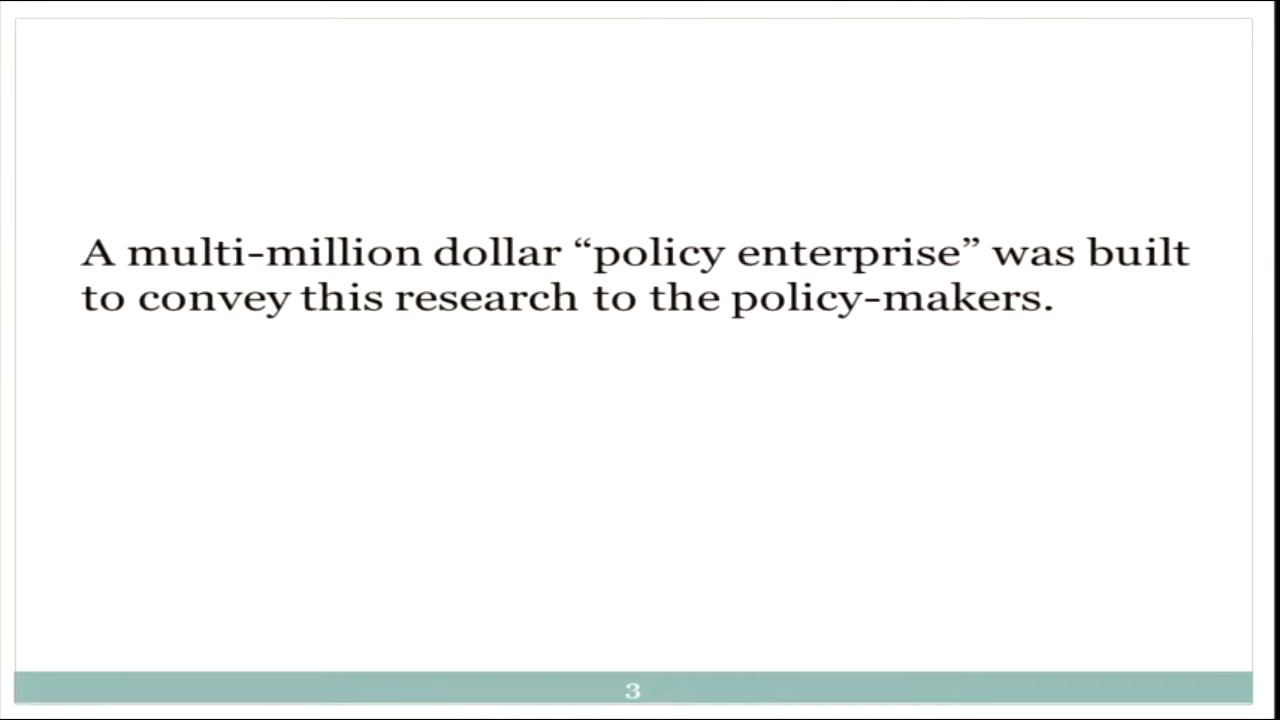 A multi-million dollar “policy enterprise” was built
to convey this research to the policy-makers.
3